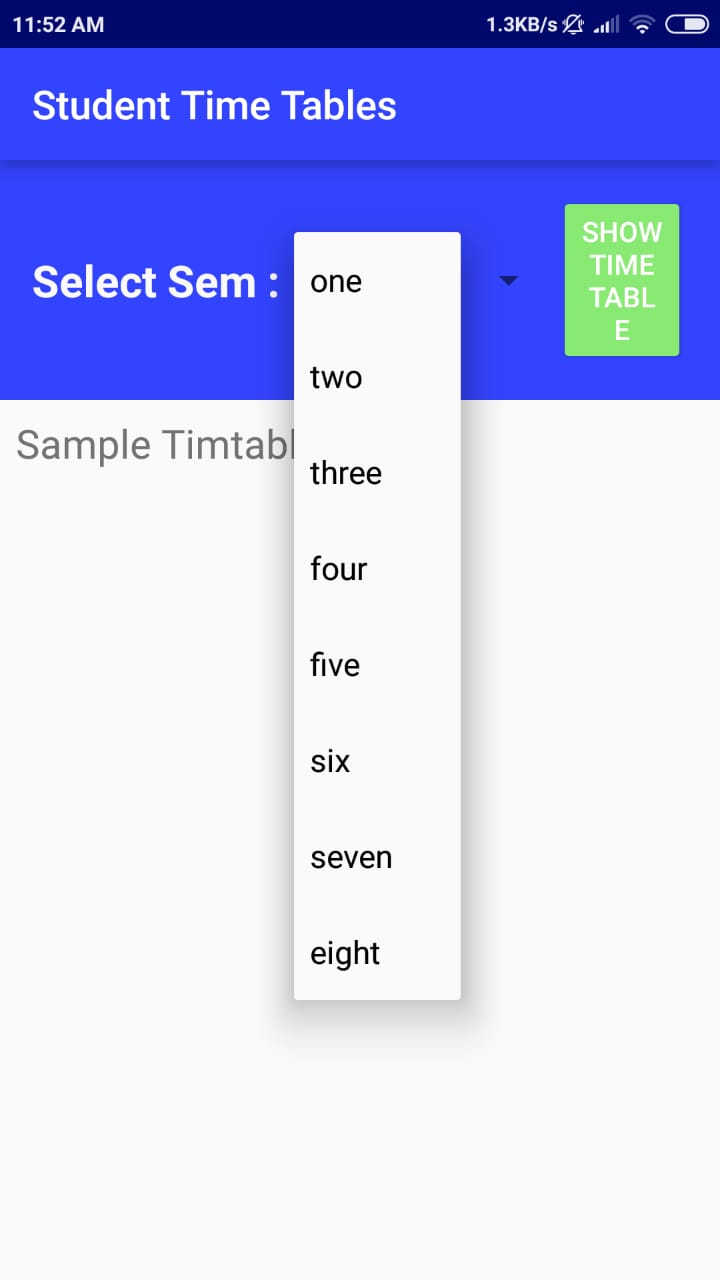 11:52 AM
1.3KB/s
Student Time Tables
Select Sem :
SHOW
TIME
TABL
E
one
two
Sample Timtabl
three
four
five
six
seven
eight